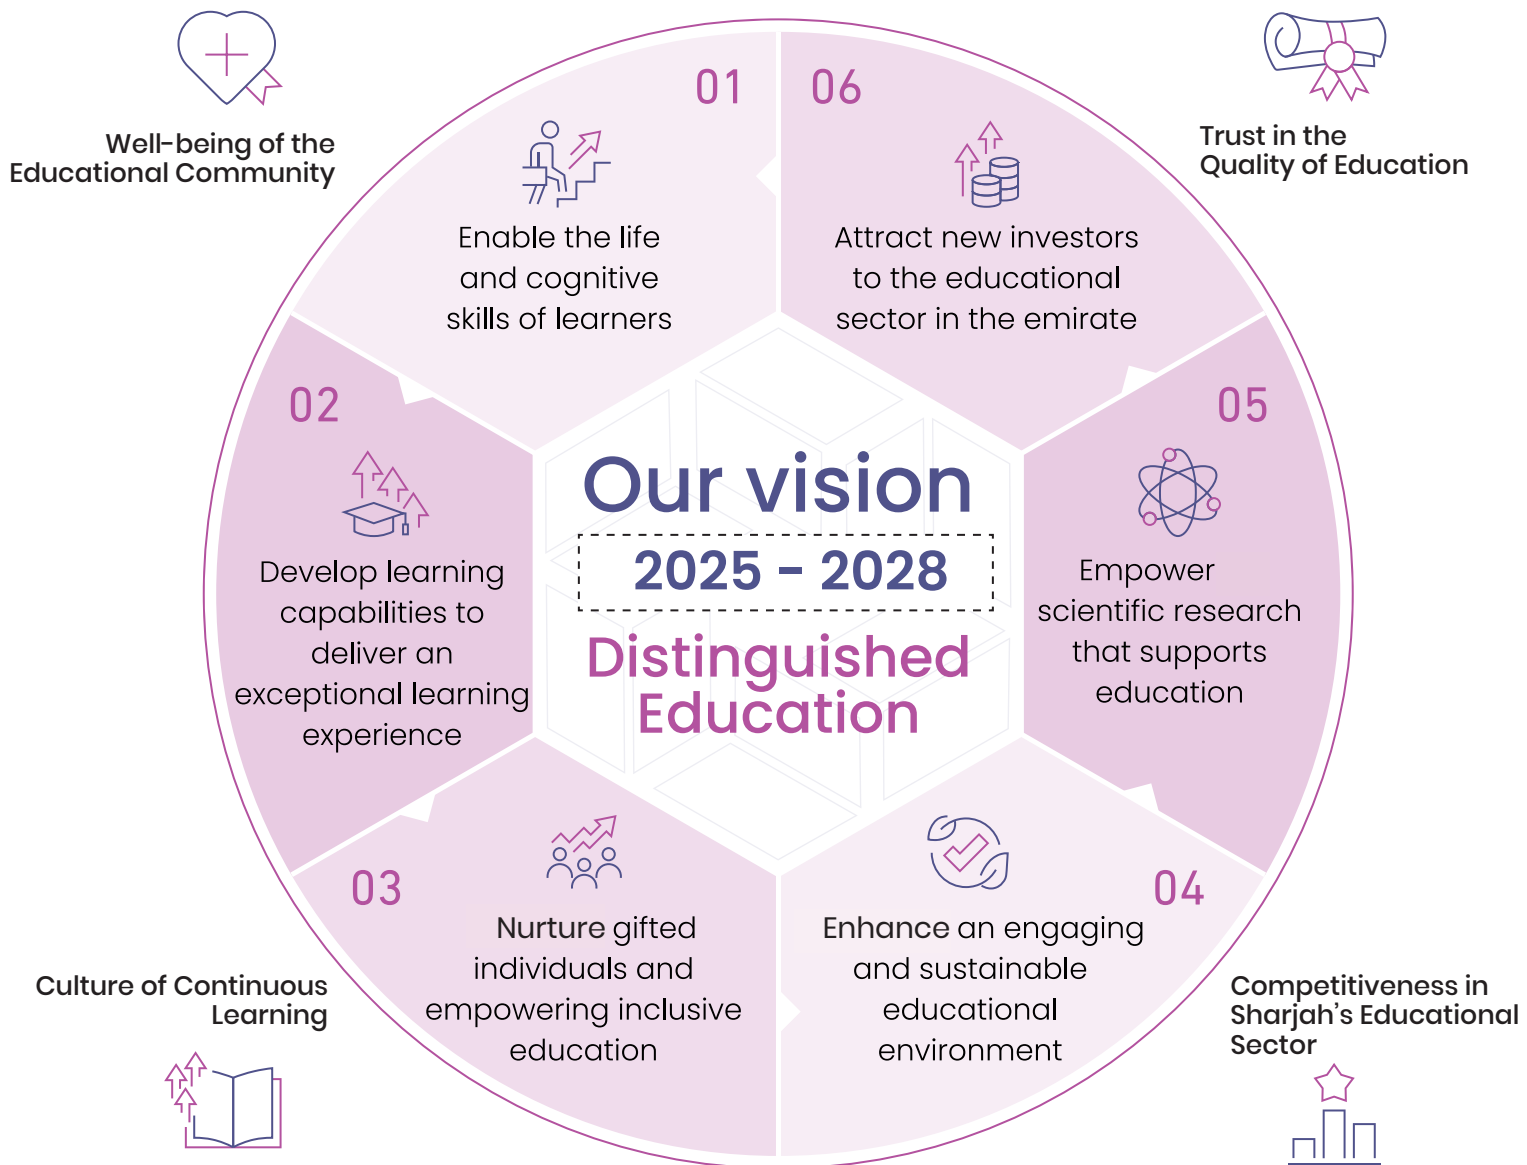 Well-being of the
Educational Community
Trust in the
Quality of Education
01
Enable the life
and cognitive
skills of learners
06
Attract new investors
to the educational
sector in the emirate
02
Develop learning
capabilities to
deliver an
exceptional learning
experience
Our vision
2025 - 2028
Distinguished
Education
05
Empower
scientific research
that supports
education
03
Nurture gifted
individuals and
empowering inclusive
education
04
Enhance an engaging
and sustainable
educational
environment
Culture of Continuous
Learning
Competitiveness in
Sharjah's Educational
Sector